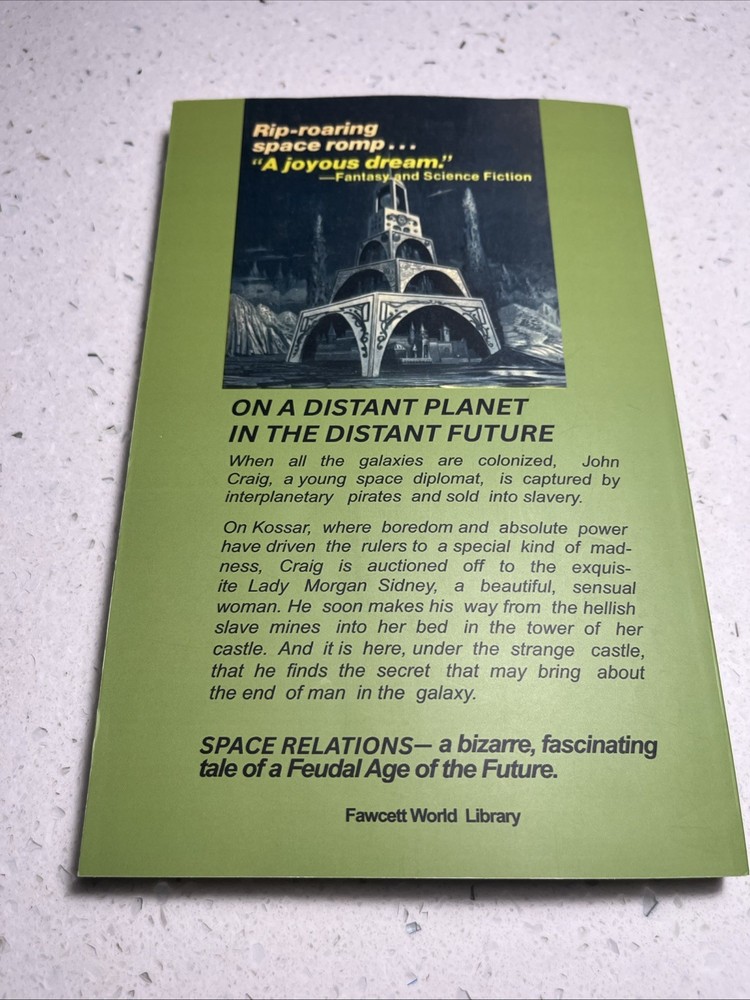 Rip-roaring
space romp...
"A joyous dream."
—Fantasy and Science Fiction
ON A DISTANT PLANET
IN THE DISTANT FUTURE
When all the galaxies are colonized, John
Craig, a young space diplomat, is captured by
interplanetary pirates and sold into slavery.
On Kossar, where boredom and absolute power
have driven the rulers to a special kind of mad-
ness, Craig is auctioned off to the exquis-
ite Lady Morgan Sidney, a beautiful, sensual
woman. He soon makes his way from the hellish
slave mines into her bed in the tower of her
castle. And it is here, under the strange castle,
that he finds the secret that may bring about
the end of man in the galaxy.
SPACE RELATIONS— a bizarre, fascinating
tale of a Feudal Age of the Future.
Fawcett World Library